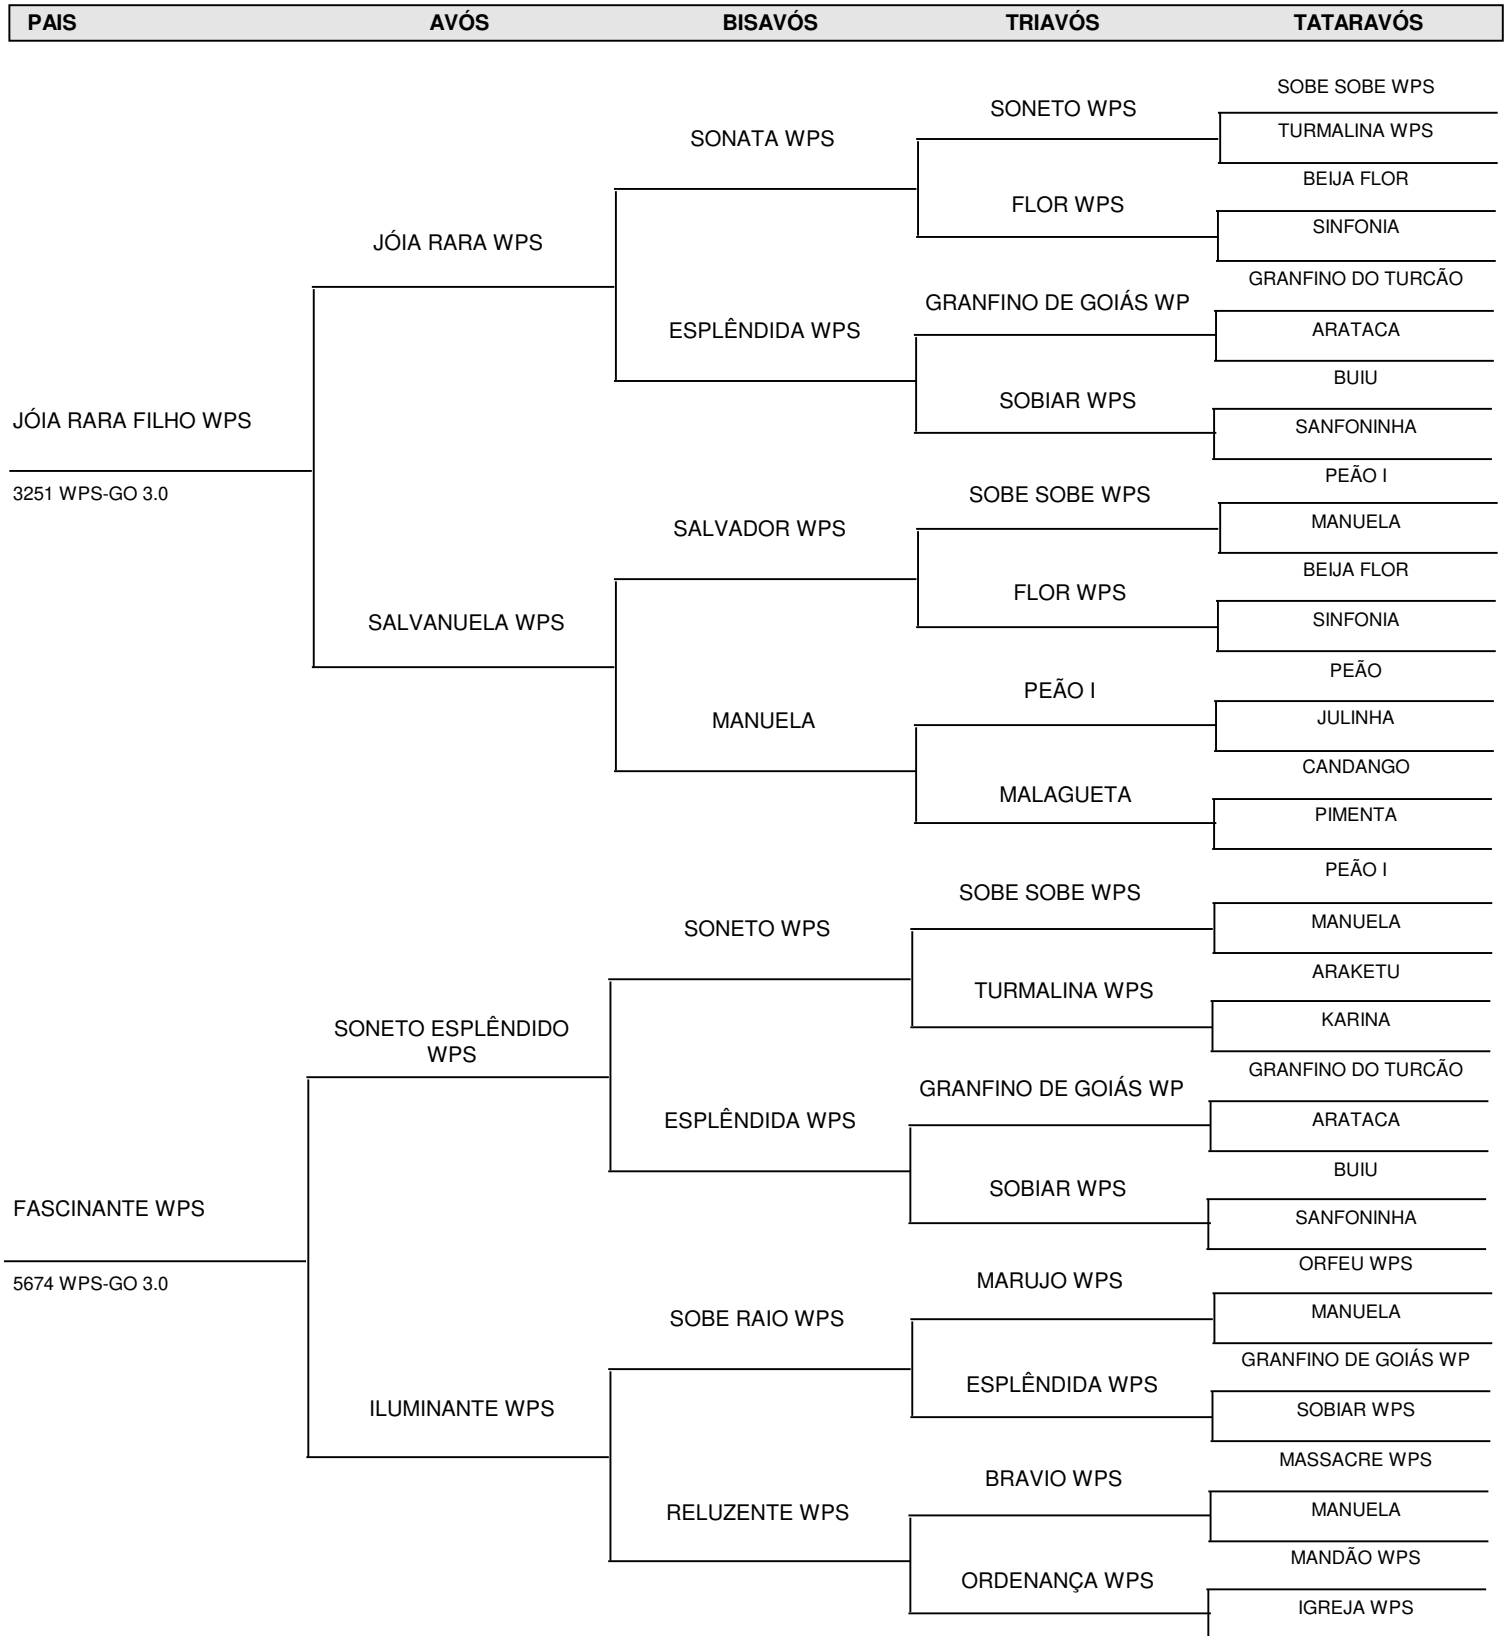 PAIS AVÓS BISAVÓS TRIAVÓS TATARAVÓS
SOBE SOBE WPS
SONETO WPS
TURMALINA WPS
SONATA WPS
BEIJA FLOR
FLOR WPS
SINFONIA
JÓIA RARA WPS
GRANFINO DO TURCÃO
GRANFINO DE GOIÁS WP
ARATACA
ESPLÊNDIDA WPS
BUIU
SOBIAR WPS
SANFONINHA
JÓIA RARA FILHO WPS
3251 WPS-GO 3.0
PEÃO I
SOBE SOBE WPS
MANUELA
SALVADOR WPS
BEIJA FLOR
FLOR WPS
SINFONIA
SALVANUELA WPS
PEÃO
PEÃO I
JULINHA
MANUELA
CANDANGO
MALAGUETA
PIMENTA
PEÃO I
SOBE SOBE WPS
MANUELA
SONETO WPS
ARAKETU
TURMALINA WPS
KARINA
SONETO ESPLÊNDIDO
WPS
GRANFINO DO TURCÃO
GRANFINO DE GOIÁS WP
ARATACA
ESPLÊNDIDA WPS
BUIU
SOBIAR WPS
SANFONINHA
FASCINANTE WPS
5674 WPS-GO 3.0
ORFEU WPS
MARUJO WPS
MANUELA
SOBE RAIO WPS
GRANFINO DE GOIÁS WP
ESPLÊNDIDA WPS
SOBIAR WPS
ILUMINANTE WPS
MASSACRE WPS
BRAVIO WPS
MANUELA
RELUZENTE WPS
MANDÃO WPS
ORDENANÇA WPS
IGREJA WPS